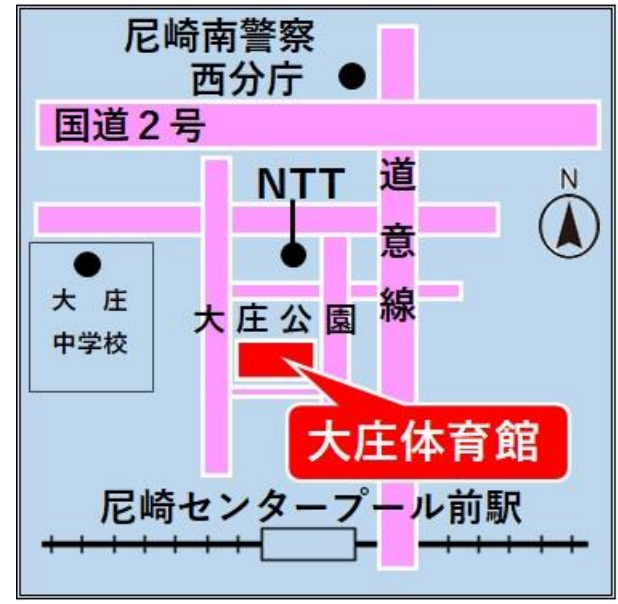 尼崎南警察
西分庁
国道２号
道意線
NTT
N
大庄
中学校
大庄公園
大庄体育館
尼崎センタープール前駅